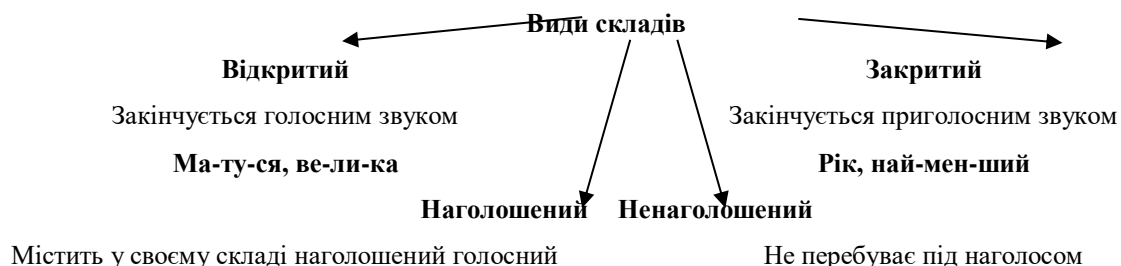 Види складів
Відкритий Закритий
Закінчується голосним звуком Закінчується приголосним звуком
Ма-ту-ся, ве-ли-ка Рік, най-мен-ший
Наголошений Ненаголошений
Містить у своєму складі наголошений голосний Не перебуває під наголосом